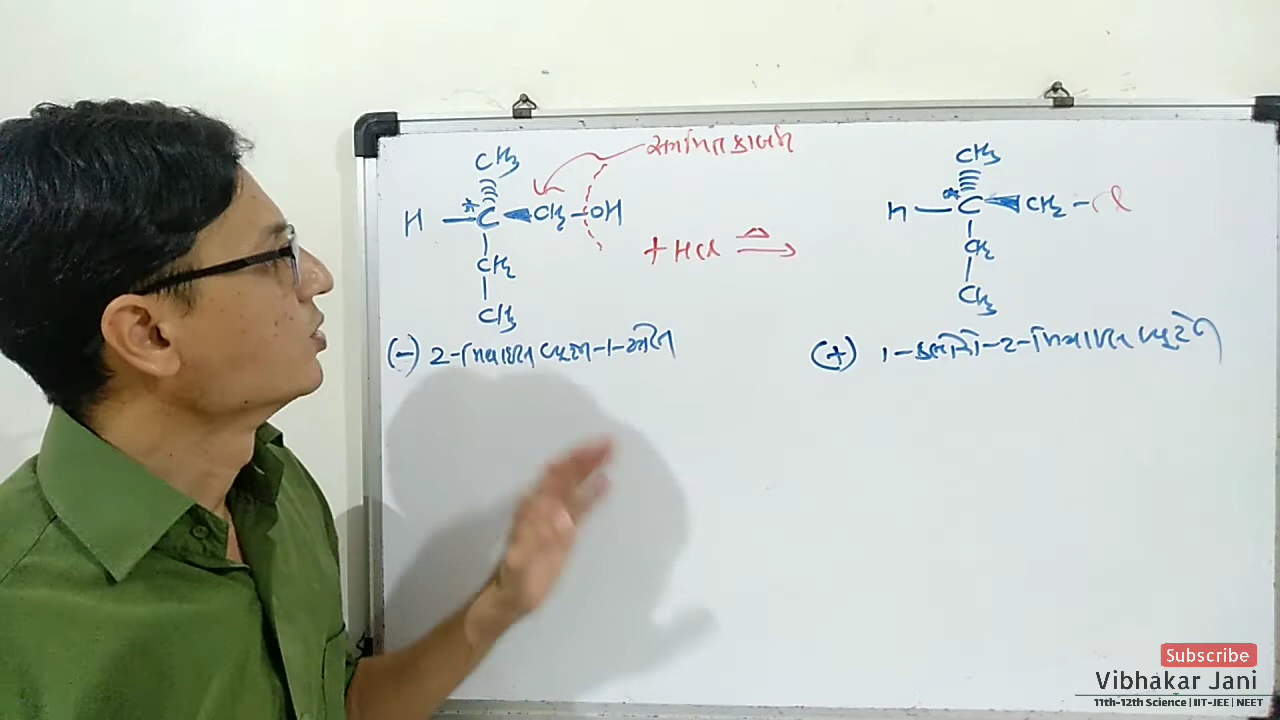 CH₃
* C
H
CH₂ – OH
CH₂
CH₃
+ HCl Δ →
CH₃
* C
H
CH₂ – Cl
CH₂
CH₃
(-) 2-મિથાઇલ બ્યુટેન-1-ઓલ
(+) 1-ક્લોરો-2-મિથાઇલ બ્યુટેન
Subscribe
Vibhakar Jani
11th-12th Science | IIT-JEE | NEET